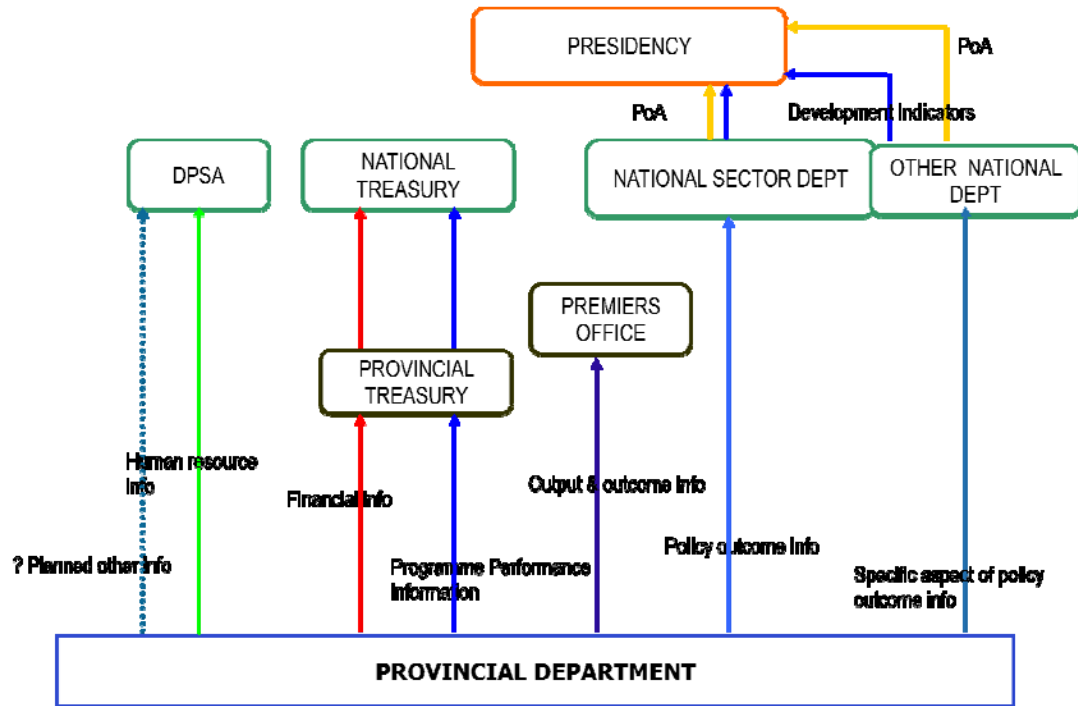 PRESIDENCY
PoA
PoA
Development Indicators
DPSA
NATIONAL
TREASURY
NATIONAL SECTOR DEPT
OTHER NATIONAL
DEPT
PREMIERS
OFFICE
PROVINCIAL
TREASURY
Human resource
Info
Financial Info
Output & outcome Info
Policy outcome Info
? Planned other Info
Programme Performance
Information
Specific aspect of policy
outcome info
PROVINCIAL DEPARTMENT